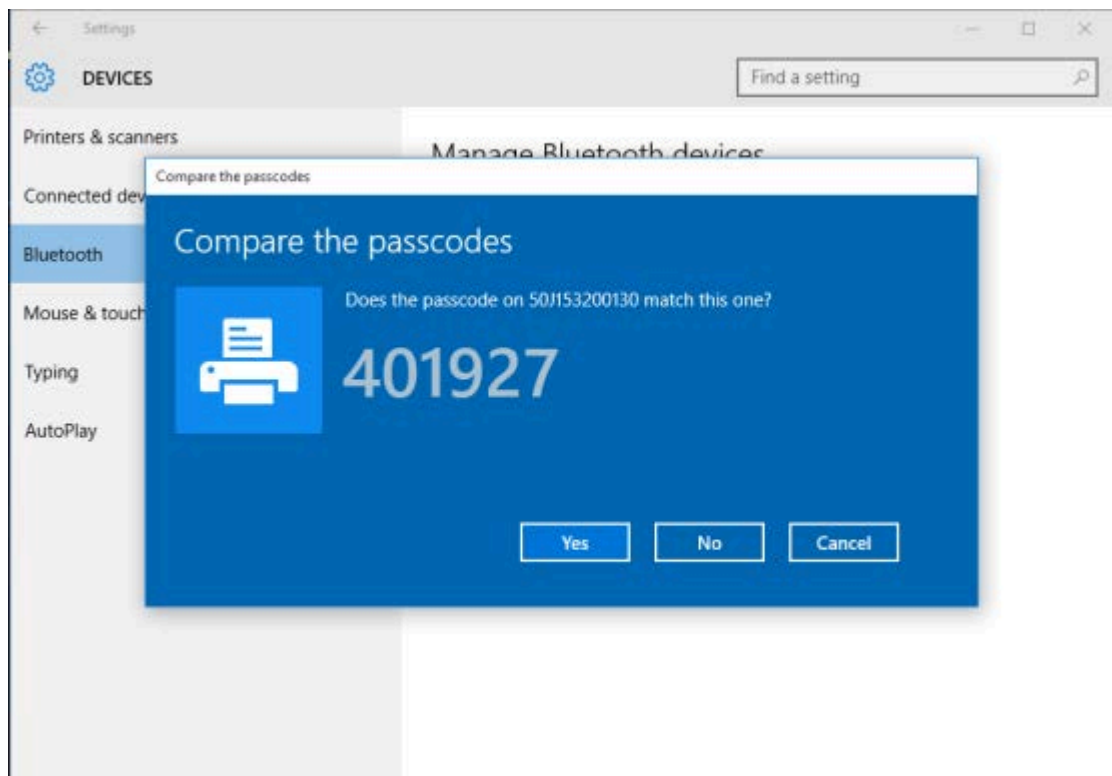 Settings
DEVICES
Find a setting
Printers & scanners
Manage Bluetooth devices
Connected dev
Compare the passcodes
Bluetooth
Compare the passcodes
Does the passcode on 50J153200130 match this one?
Mouse & touch
401927
Typing
AutoPlay
Yes
No
Cancel